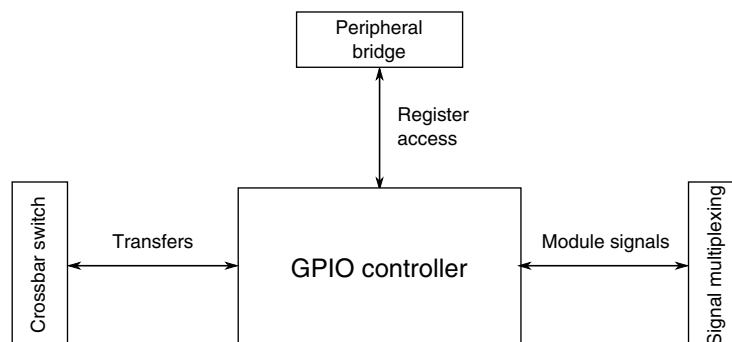 Peripheral
bridge
Register
access
Crossbar switch
Transfers
GPIO controller
Module signals
Signal multiplexing